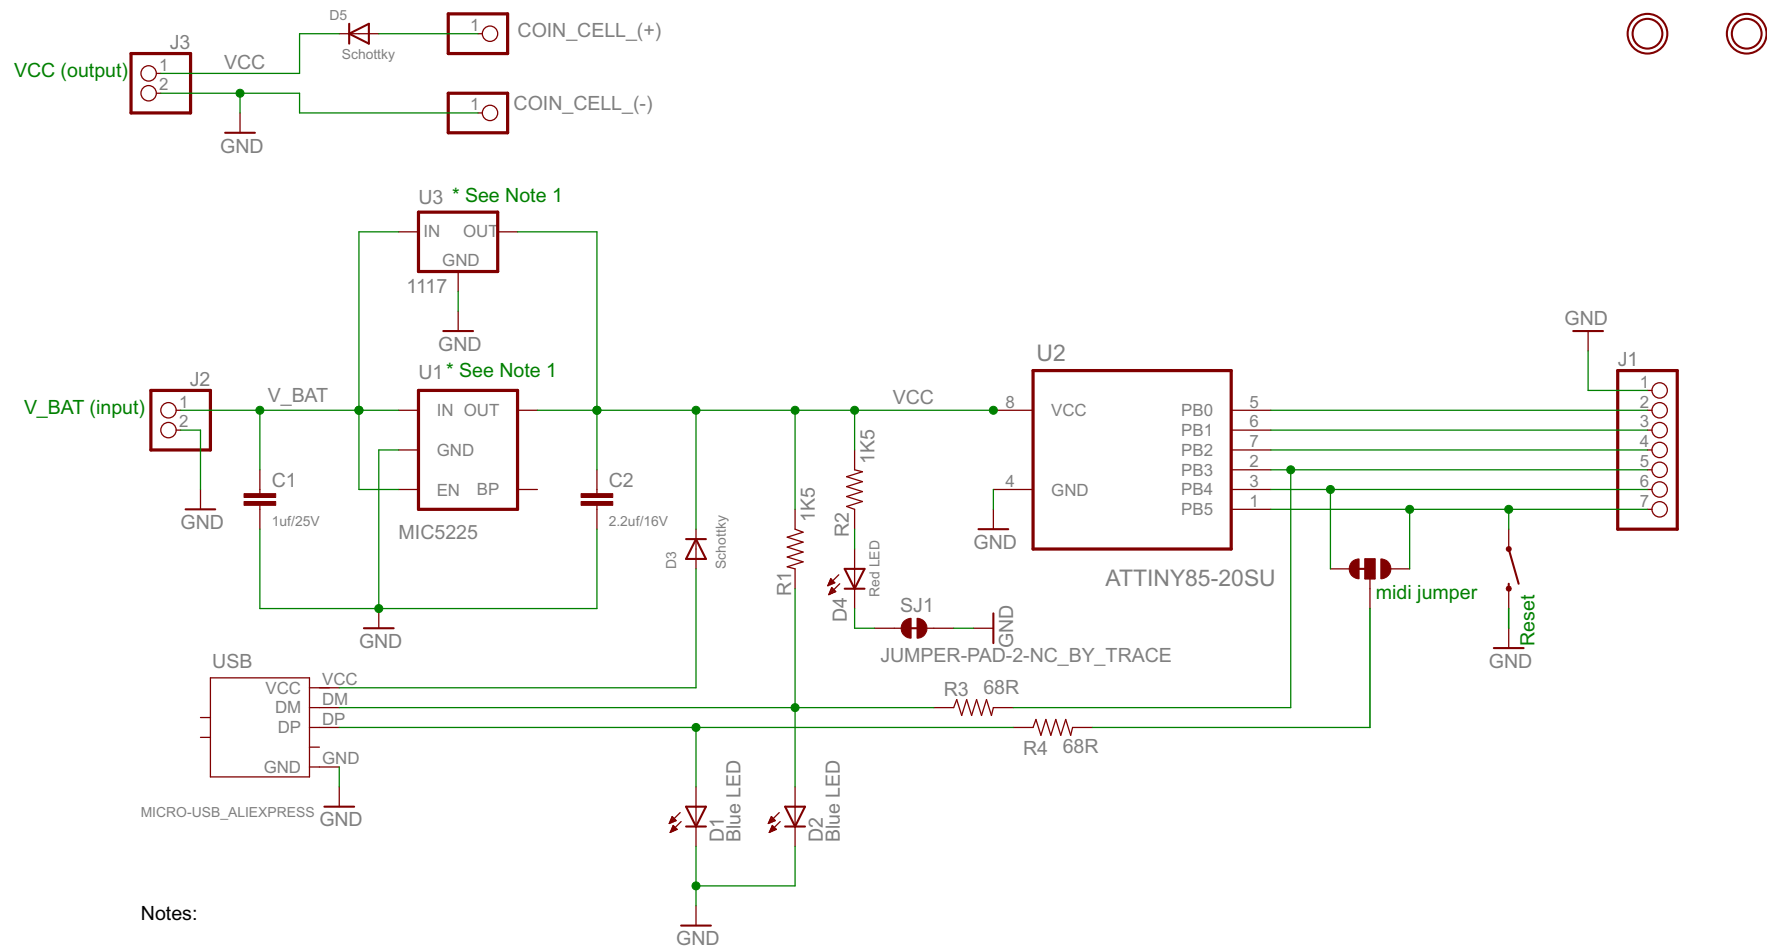 D5
Schottky
1
COIN_CELL_(+)
J3
VCC (output)
1
2
VCC
1
COIN_CELL_(-)
GND
U3 * See Note 1
IN OUT
GND
1117
GND
U1 * See Note 1
J2
V_BAT (input)
1
2
V_BAT
IN OUT
GND
EN BP
MIC5225
C1
1uf/25V
C2
2.2uf/16V
GND
GND
D3
Schottky
1K5
R1
1K5
R2
Red LED
D4
SJ1
GND
JUMPER-PAD-2-NC_BY_TRACE
VCC
U2
8
VCC
4
GND
GND
PB0 5
PB1 6
PB2 7
PB3 2
PB4 3
PB5 1
ATTINY85-20SU
GND
J1
1
2
3
4
5
6
7
midi jumper
Reset
GND
USB
VCC VCC
DM DM
DP DP
GND GND
MICRO-USB_ALIEXPRESS
GND
R3 68R
R4 68R
D1
Blue LED
D2
Blue LED
GND
Notes: